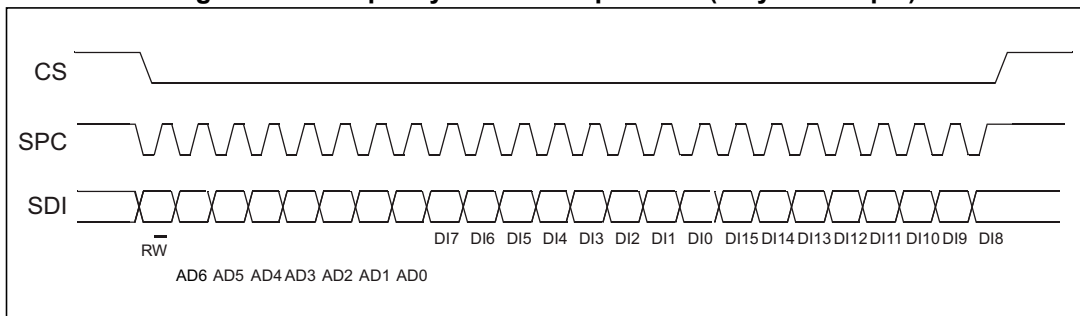 CS
SPC
SDI
RW
DI7 DI6 DI5 DI4 DI3 DI2 DI1 DI0 DI15 DI14 DI13 DI12 DI11 DI10 DI9 DI8
AD6 AD5 AD4 AD3 AD2 AD1 AD0